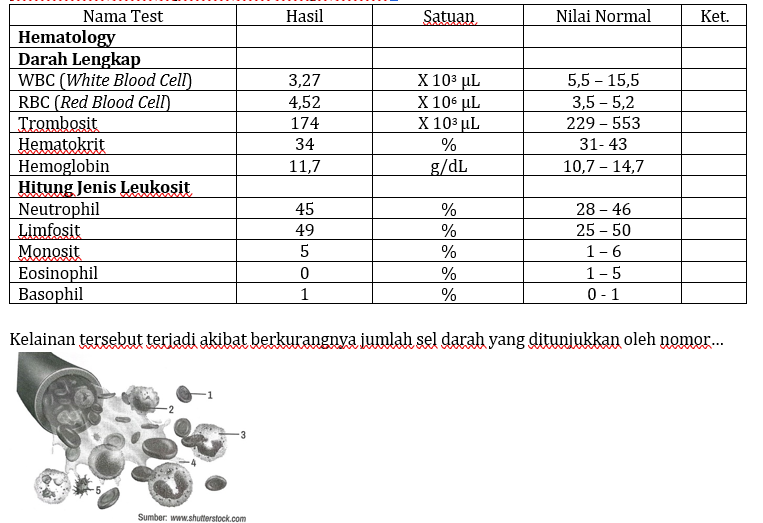 Nama Test Hasil Satuan Nilai Normal Ket.
Hematology
Darah Lengkap
WBC (White Blood Cell) 3,27 X 10³ µL 5,5 – 15,5
RBC (Red Blood Cell) 4,52 X 10⁶ µL 3,5 – 5,2
Trombosit 174 X 10³ µL 229 – 553
Hematokrit 34 % 31- 43
Hemoglobin 11,7 g/dL 10,7 – 14,7
Hitung Jenis Leukosit
Neutrophil 45 % 28 – 46
Limfosit 49 % 25 – 50
Monosit 5 % 1 – 6
Eosinophil 0 % 1 – 5
Basophil 1 % 0 - 1
Kelainan tersebut terjadi akibat berkurangnya jumlah sel darah yang ditunjukkan oleh nomor…
1
2
3
4
5
Sumber: www.shutterstock.com